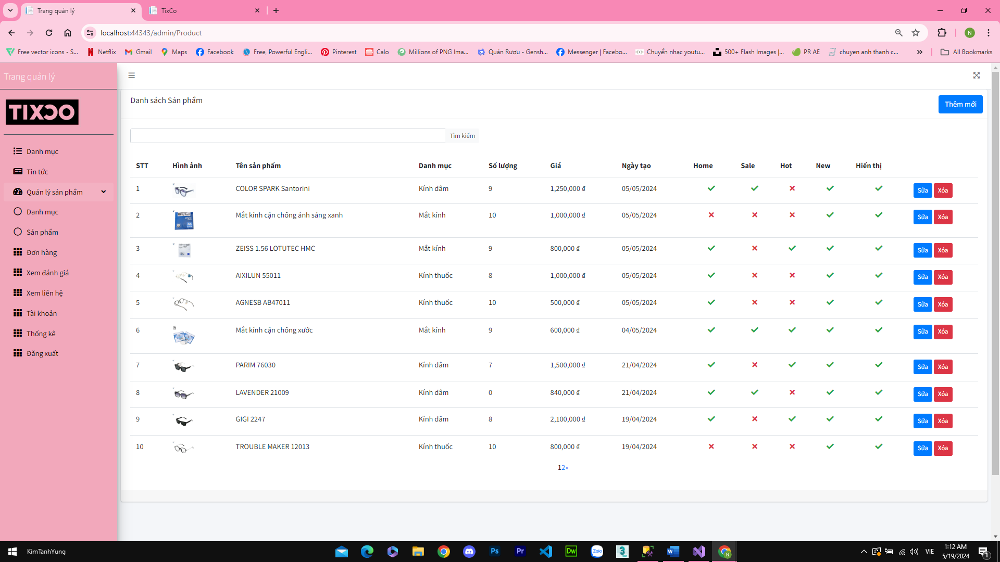 Trang quản lý
TixCo
localhost:44343/admin/Product
N
Free vector icons - S...
Netflix
Gmail
Maps
Facebook
Free, Powerful Engli...
Pinterest
Calo
Millions of PNG Ima...
Quán Rượu - Gensh...
Messenger | Facebo...
Chuyển nhạc youtu...
500+ Flash Images |...
PR AE
chuyen anh thanh c...
All Bookmarks
Trang quản lý
TIXCO
Danh mục
Tin tức
Quản lý sản phẩm
Danh mục
Sản phẩm
Đơn hàng
Xem đánh giá
Xem liên hệ
Tài khoản
Thống kê
Đăng xuất
Danh sách Sản phẩm
Thêm mới
Tìm kiếm
STT Hình ảnh Tên sản phẩm Danh mục Số lượng Giá Ngày tạo Home Sale Hot New Hiển thị
1 COLOR SPARK Santorini Kính dâm 9 1,250,000 ₫ 05/05/2024 Sửa Xóa
2 Mắt kính cận chống ánh sáng xanh Mắt kính 10 1,000,000 ₫ 05/05/2024 Sửa Xóa
3 ZEISS 1.56 LOTUTEC HMC Mắt kính 9 800,000 ₫ 05/05/2024 Sửa Xóa
4 AIXILUN 55011 Kính thuốc 8 1,000,000 ₫ 05/05/2024 Sửa Xóa
5 AGNESB AB47011 Kính thuốc 10 500,000 ₫ 05/05/2024 Sửa Xóa
6 Mắt kính cận chống xước Mắt kính 9 600,000 ₫ 04/05/2024 Sửa Xóa
7 PARIM 76030 Kính dâm 7 1,500,000 ₫ 21/04/2024 Sửa Xóa
8 LAVENDER 21009 Kính dâm 0 840,000 ₫ 21/04/2024 Sửa Xóa
9 GIGI 2247 Kính dâm 8 2,100,000 ₫ 19/04/2024 Sửa Xóa
10 TROUBLE MAKER 12013 Kính thuốc 10 800,000 ₫ 19/04/2024 Sửa Xóa
12»
KimTanhYung
Ps
Pr
Dw
Zalo
3
W
N
VIE
1:12 AM
5/19/2024
1